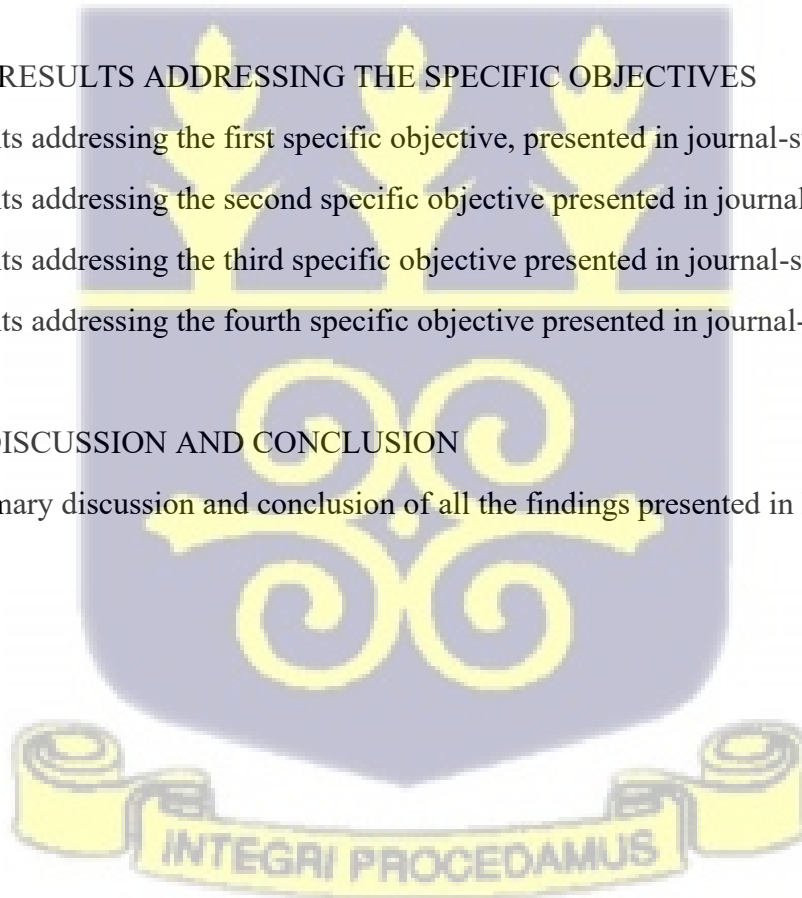 RESULTS ADDRESSING THE SPECIFIC OBJECTIVES
ts addressing the first specific objective, presented in journal-s
ts addressing the second specific objective presented in journal
ts addressing the third specific objective presented in journal-s
ts addressing the fourth specific objective presented in journal-
DISCUSSION AND CONCLUSION
mary discussion and conclusion of all the findings presented in
INTEGRI PROCEDAMUS